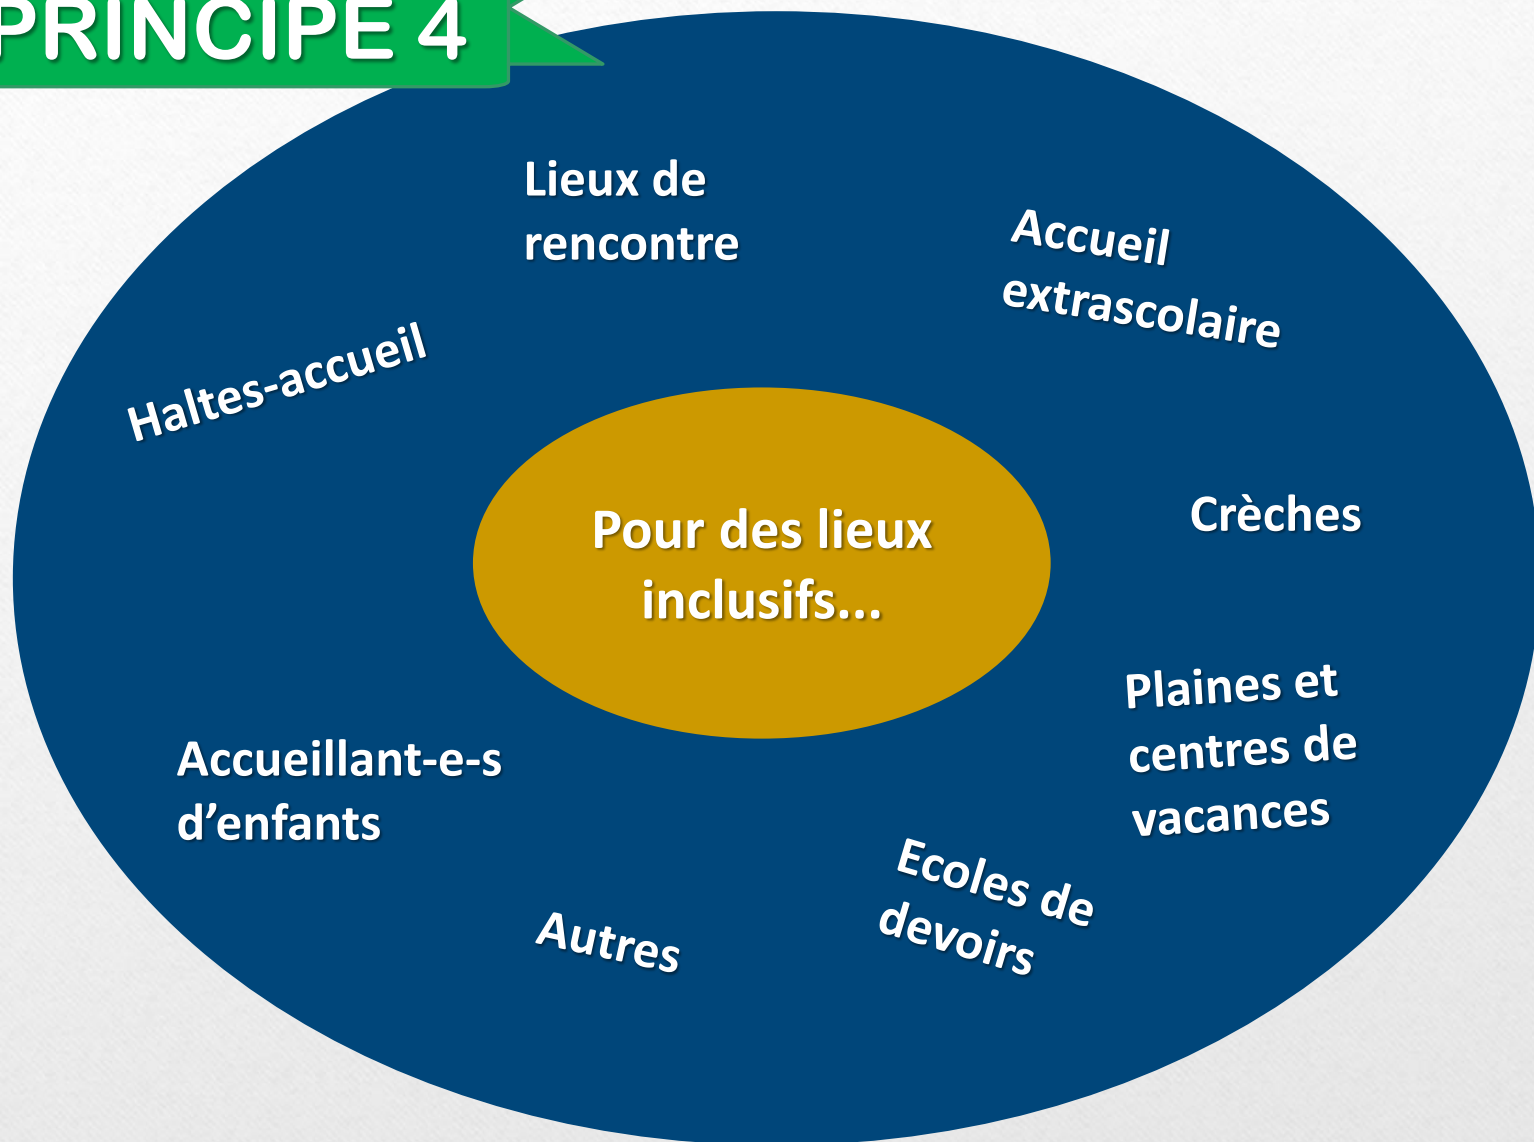 PRINCIPE 4
Lieux de
rencontre
Accueil
extrascolaire
Haltes-accueil
Crèches
Pour des lieux
inclusifs...
Plaines et
centres de
vacances
Accueillant-e-s
d’enfants
Ecoles de
devoirs
Autres